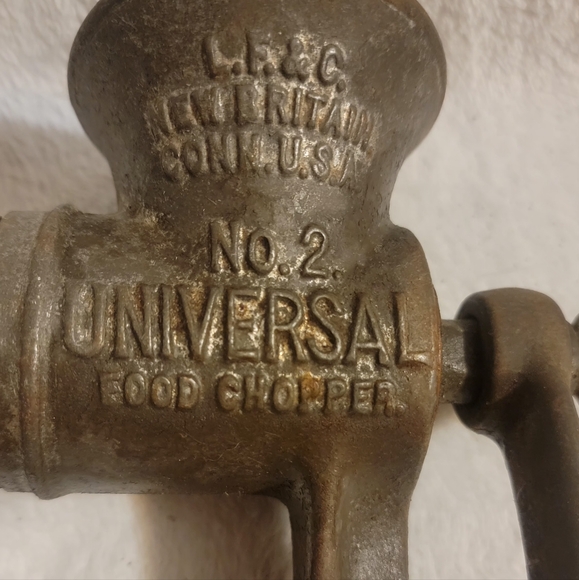 L.F.& C.
NEW BRITAIN
CONN. U.S.A.
No. 2.
UNIVERSAL
FOOD CHOPPER.